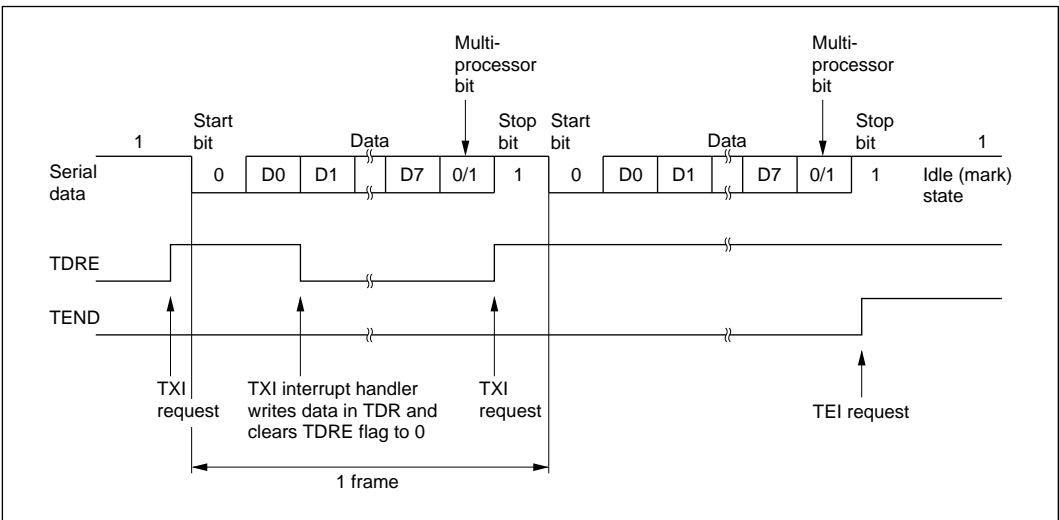 Multi-
processor
bit
Multi-
processor
bit
1
Start
bit
Data
Stop
bit
Start
bit
Data
Stop
bit
1
Serial
data
0
D0
D1
D7
0/1
1
0
D0
D1
D7
0/1
1
Idle (mark)
state
TDRE
TEND
TXI
request
TXI interrupt handler
writes data in TDR and
clears TDRE flag to 0
TXI
request
TEI request
1 frame